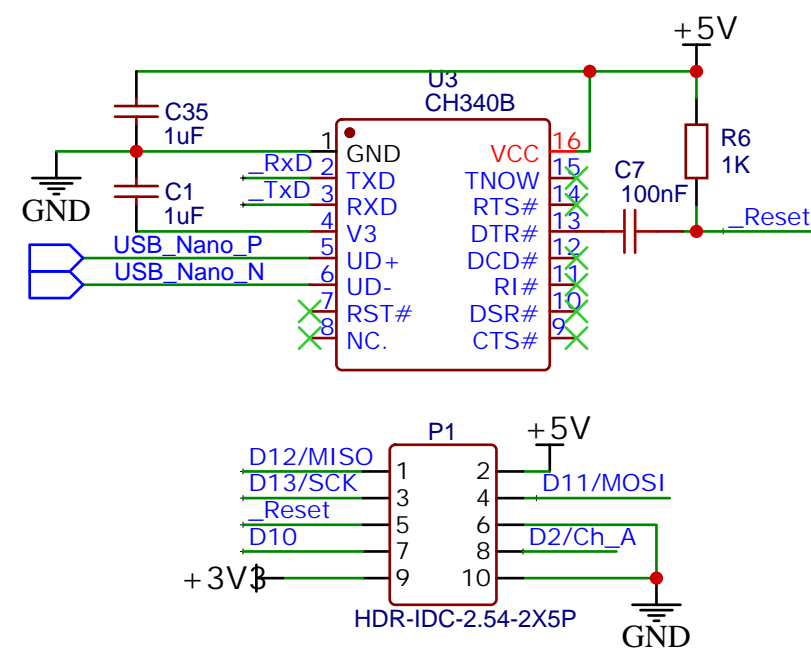 +5V
U3
CH340B
C35
1uF
R6
1K
C7
100nF
1 GND VCC 16
_RxD 2 TXD TNOW 15
_TxD 3 RXD RTS# 14
4 V3 DTR# 13
_Reset
C1
1uF
GND
USB_Nano_P 5 UD+ DCD# 12
USB_Nano_N 6 UD- RI# 11
7 RST# DSR# 10
8 NC. CTS# 9
P1
+5V
D12/MISO 1 2
D13/SCK 3 4 D11/MOSI
_Reset 5 6
D10 7 8 D2/Ch_A
+3V3 9 10
HDR-IDC-2.54-2X5P
GND